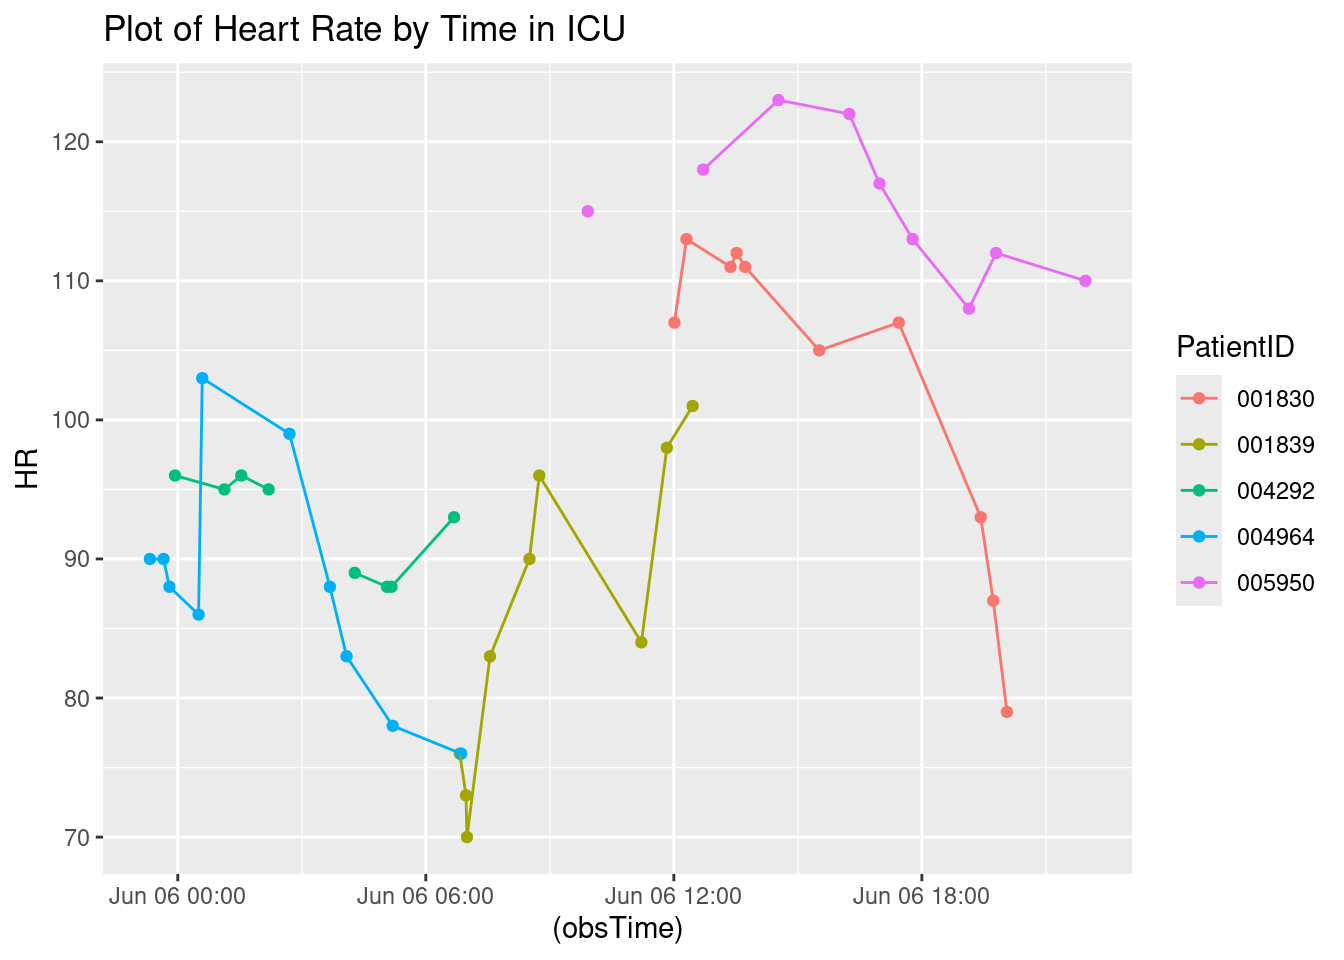 Plot of Heart Rate by Time in ICU
HR
120
110
100
90
80
70
Jun 06 00:00
Jun 06 06:00
Jun 06 12:00
Jun 06 18:00
(obsTime)
PatientID
001830
001839
004292
004964
005950